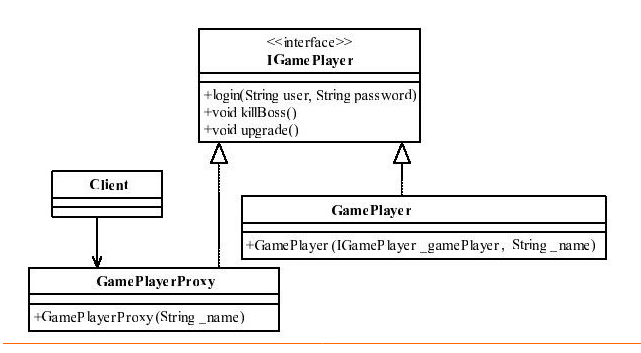 <<interface>>
IGamePlayer
+login(String user, String password)
+void killBoss()
+void upgrade()
Client
GamePlayer
+GamePlayer(IGamePlayer _gamePlayer, String _name)
GamePlayerProxy
+GamePlayerProxy(String _name)